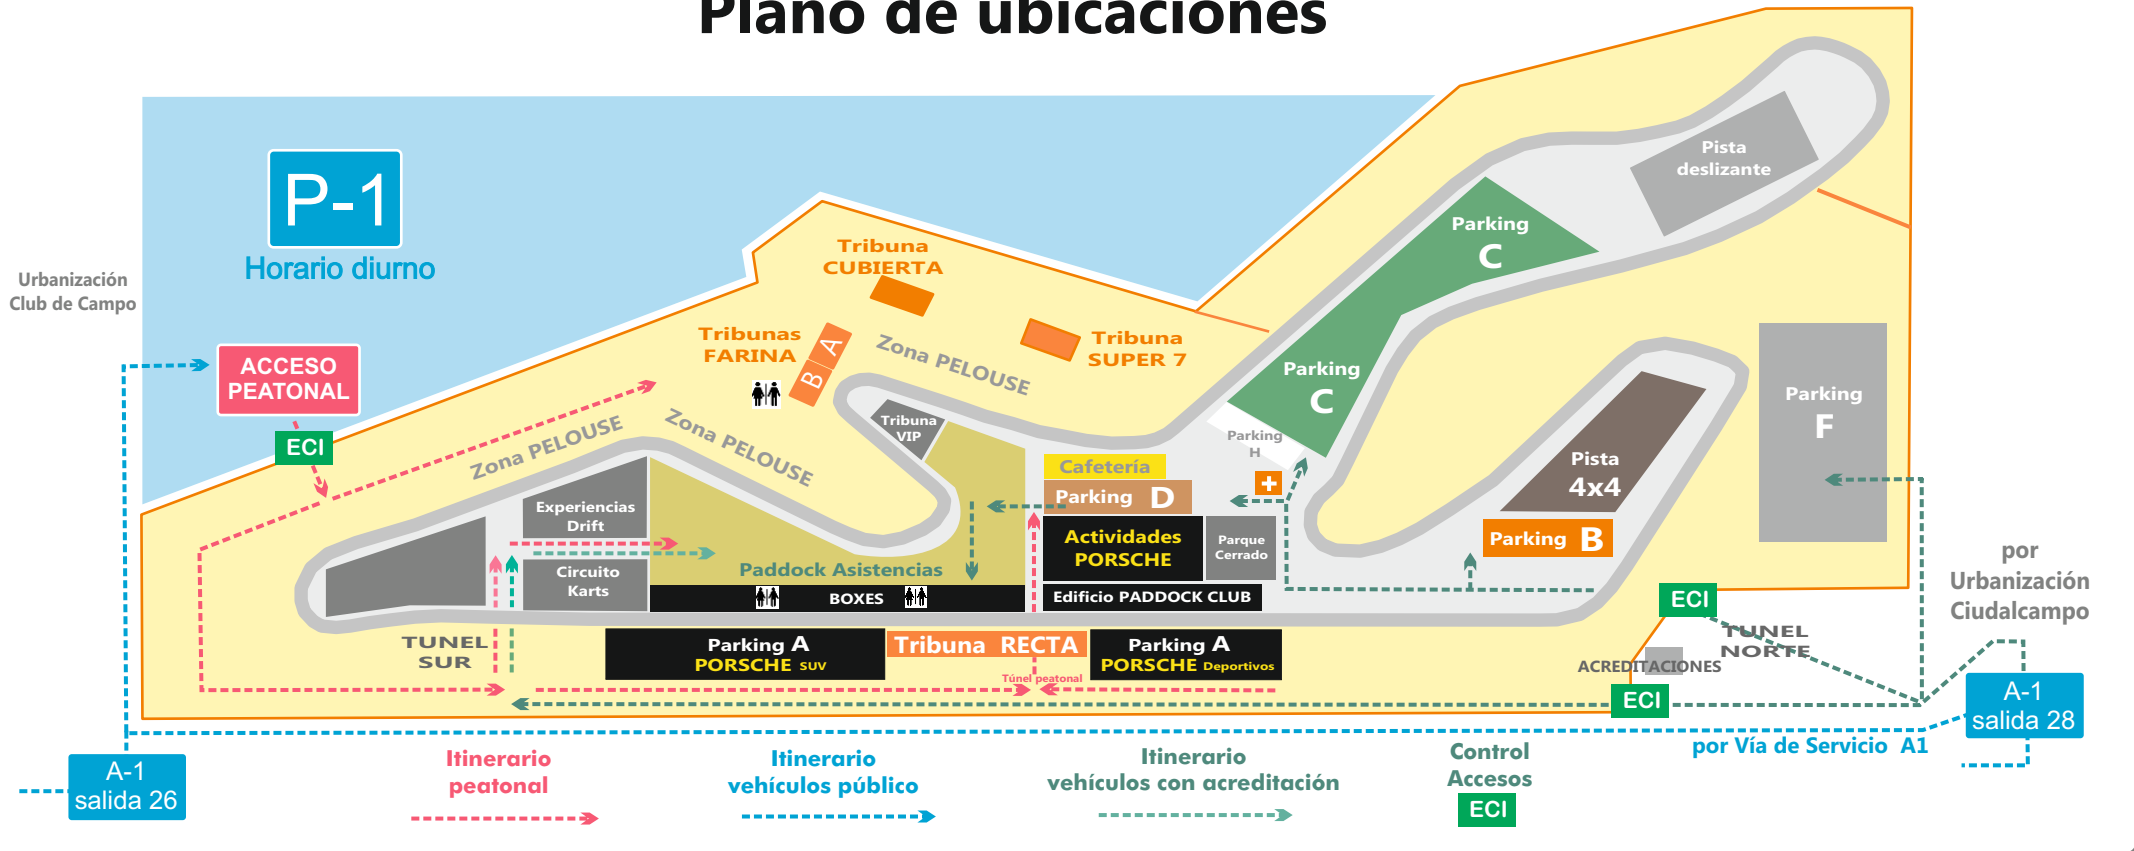 Plano de ubicaciones
P-1
Horario diurno
Urbanización
Club de Campo
ACCESO
PEATONAL
ECI
Tribuna
CUBIERTA
Tribunas
FARINA
A
B
Tribuna
SUPER 7
Zona PELOUSE
Zona PELOUSE
Zona PELOUSE
Tribuna
VIP
Pista
deslizante
Parking
C
Parking
C
Parking
H
Parking
F
Pista
4x4
Parking B
Cafetería
Parking D
Actividades
PORSCHE
Parque
Cerrado
Edificio PADDOCK CLUB
Experiencias
Drift
Circuito
Karts
Paddock Asistencias
BOXES
TUNEL
SUR
Parking A
PORSCHE SUV
Tribuna RECTA
Parking A
PORSCHE Deportivos
Túnel peatonal
ECI
TUNEL
NORTE
ACREDITACIONES
ECI
por
Urbanización
Ciudalcampo
A-1
salida 28
por Vía de Servicio A1
A-1
salida 26
Itinerario
peatonal
Itinerario
vehículos público
Itinerario
vehículos con acreditación
Control
Accesos
ECI